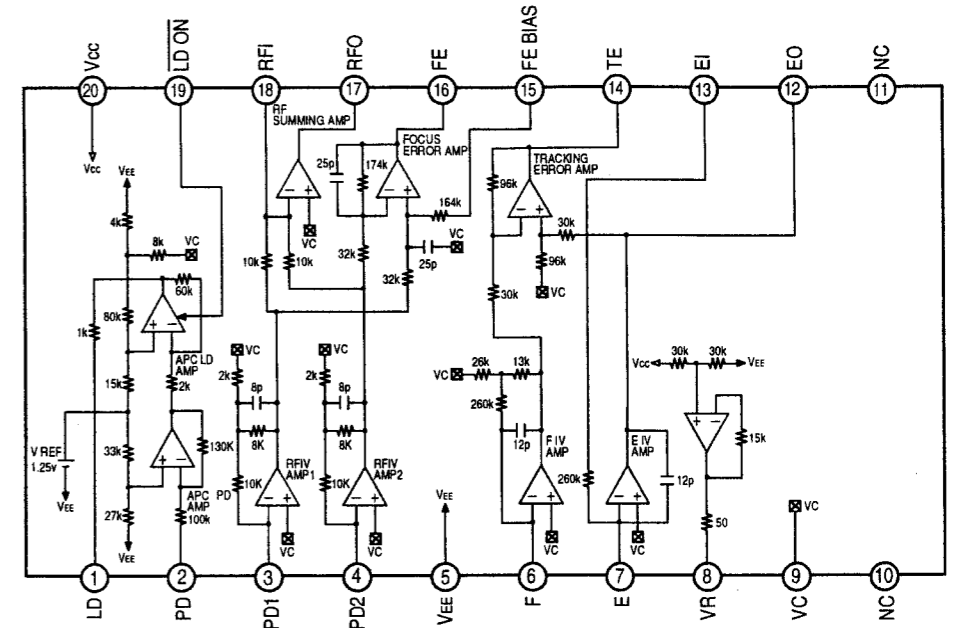 Vcc
LD ON
RFI
RFO
FE
FE BIAS
TE
EI
EO
NC
20
19
18
17
16
15
14
13
12
11
RF
SUMMING AMP
FOCUS
ERROR AMP
TRACKING
ERROR AMP
Vcc
VEE
4k
8k
VC
60k
80k
1k
APC LD
AMP
15k
2k
V REF
1.25v
33k
130K
VEE
27k
APC
AMP
100k
VEE
25p
174k
164k
VC
VC
25p
10k
10k
32k
32k
VC
2k
8p
8K
10K
PD
RFIV
AMP1
VC
VC
2k
8p
8K
10K
RFIV
AMP2
VC
VEE
96k
30k
96k
VC
30k
VC
26k
13k
260k
12p
F IV
AMP
VC
260k
E IV
AMP
12p
VC
Vcc
30k
30k
VEE
15k
50
VC
1
2
3
4
5
6
7
8
9
10
LD
PD
PD1
PD2
VEE
F
E
VR
VC
NC